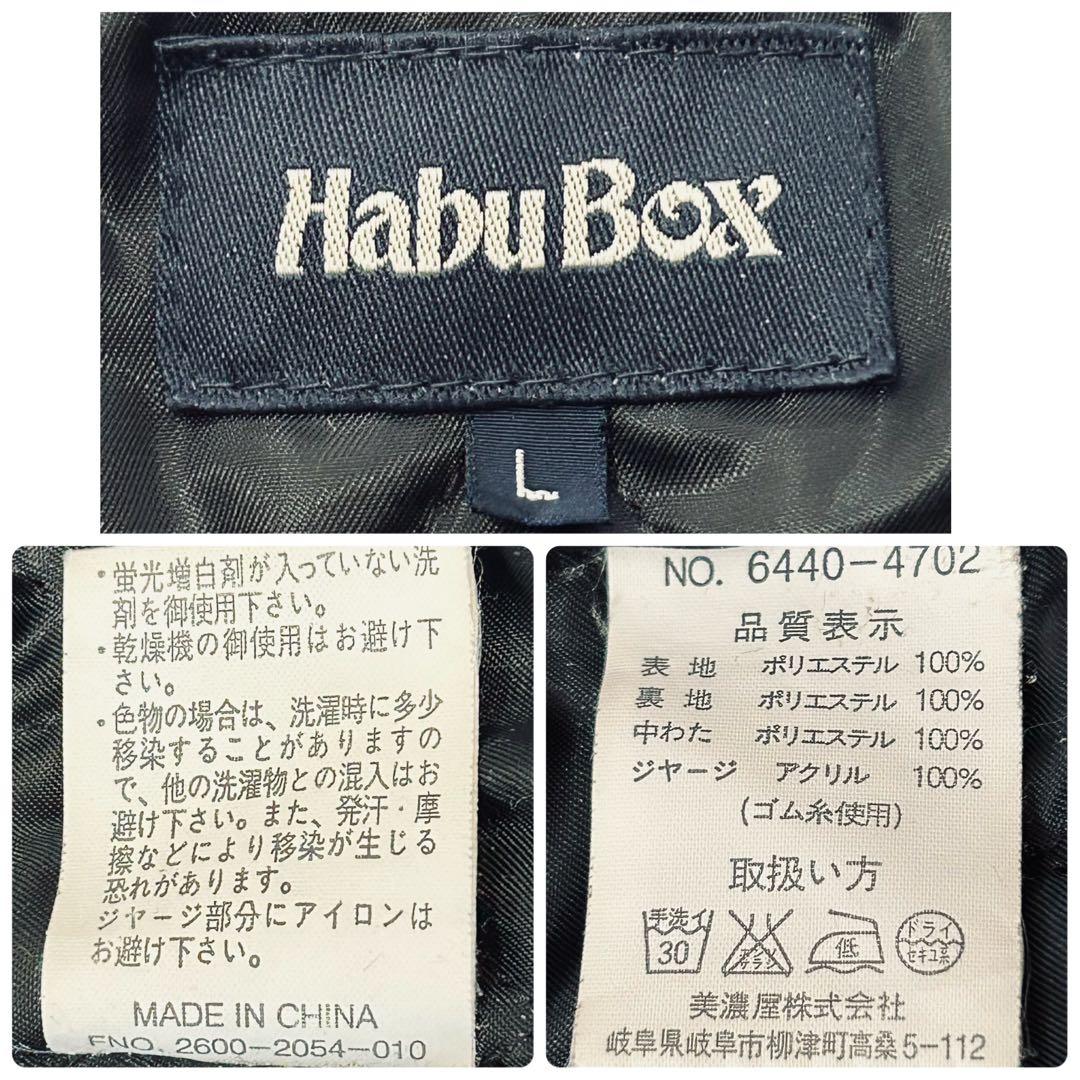 Habu Box
L
・蛍光増白剤が入っていない洗
剤を御使用下さい。
・乾燥機の御使用はお避け下
さい。
・色物の場合は、洗濯時に多少
移染することがありますの
で、他の洗濯物との混入はお
避け下さい。また、発汗・摩
擦などにより移染が生じる
恐れがあります。
ジャージ部分にアイロンは
お避け下さい。
MADE IN CHINA
FNO. 2600-2054-010
NO. 6440-4702
品質表示
表地 ポリエステル 100%
裏地 ポリエステル 100%
中わた ポリエステル 100%
ジャージ アクリル 100%
(ゴム糸使用)
取扱い方
手洗イ
30
エンソサラシ
低
ドライ
セキユ系
美濃屋株式会社
岐阜県岐阜市柳津町高桑5-112